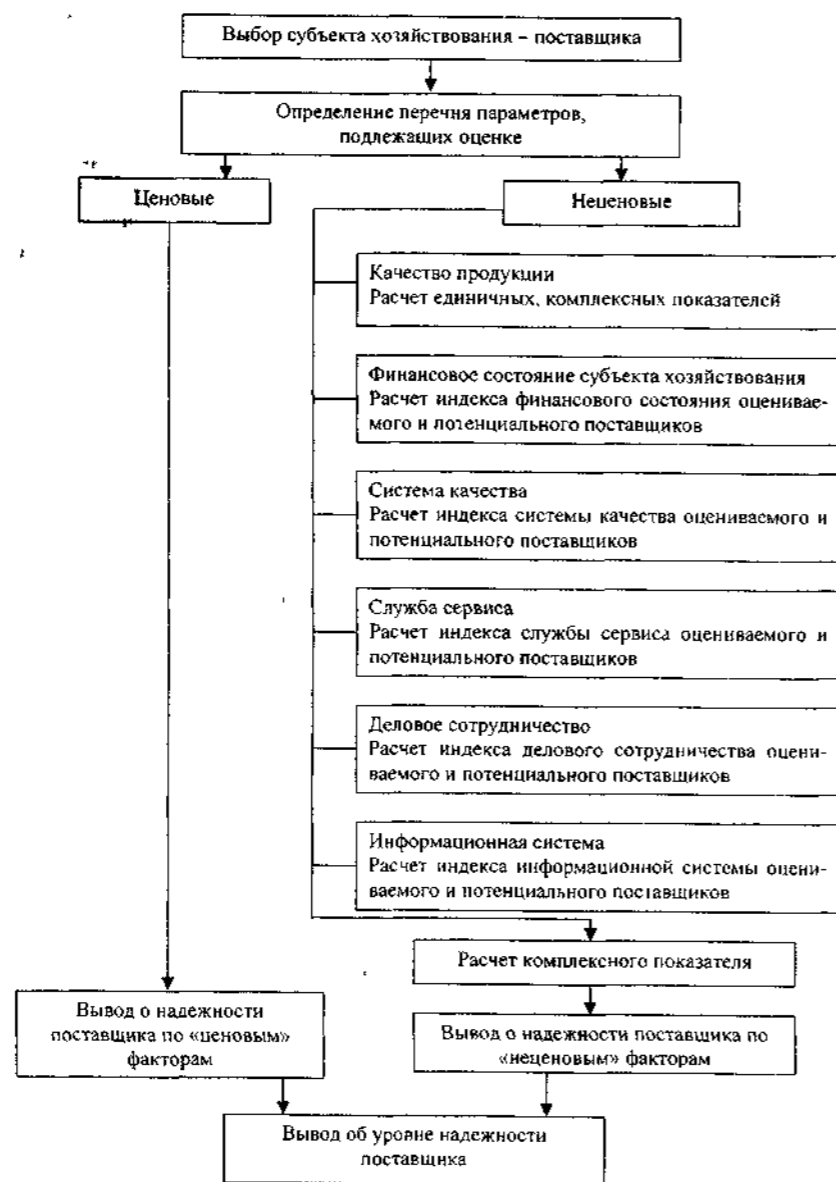 Выбор субъекта хозяйствования – поставщика
Определение перечня параметров,
подлежащих оценке
Ценовые
Неценовые
Качество продукции
Расчет единичных, комплексных показателей
Финансовое состояние субъекта хозяйствования
Расчет индекса финансового состояния оценивае-
мого и потенциального поставщиков
Система качества
Расчет индекса системы качества оцениваемого и
потенциального поставщиков
Служба сервиса
Расчет индекса службы сервиса оцениваемого и
потенциального поставщиков
Деловое сотрудничество
Расчет индекса делового сотрудничества оцени-
ваемого и потенциального поставщиков
Информационная система
Расчет индекса информационной системы оцени-
ваемого и потенциального поставщиков
Расчет комплексного показателя
Вывод о надежности
поставщика по «ценовым»
факторам
Вывод о надежности поставщика по
«неценовым» факторам
Вывод об уровне надежности
поставщика